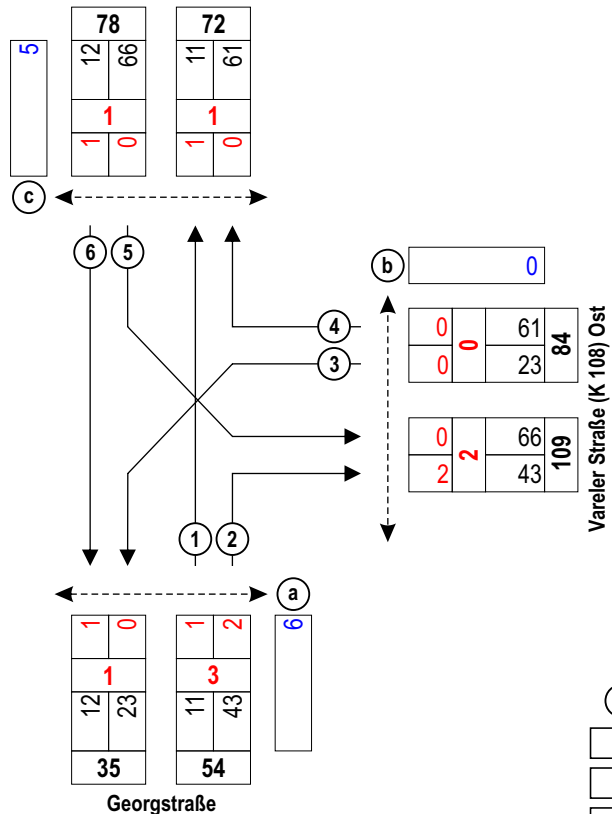 78 72
5 12 66 11 61
1 1
1 0 1 0
c
6 5
b 0
4 0 0 61 84
3 0 23
Vareler Straße (K 108) Ost
0 2 66 109
2 43
1 2
a
1 0 1 2 6
1 3
12 23 11 43
35 54
Georgstraße